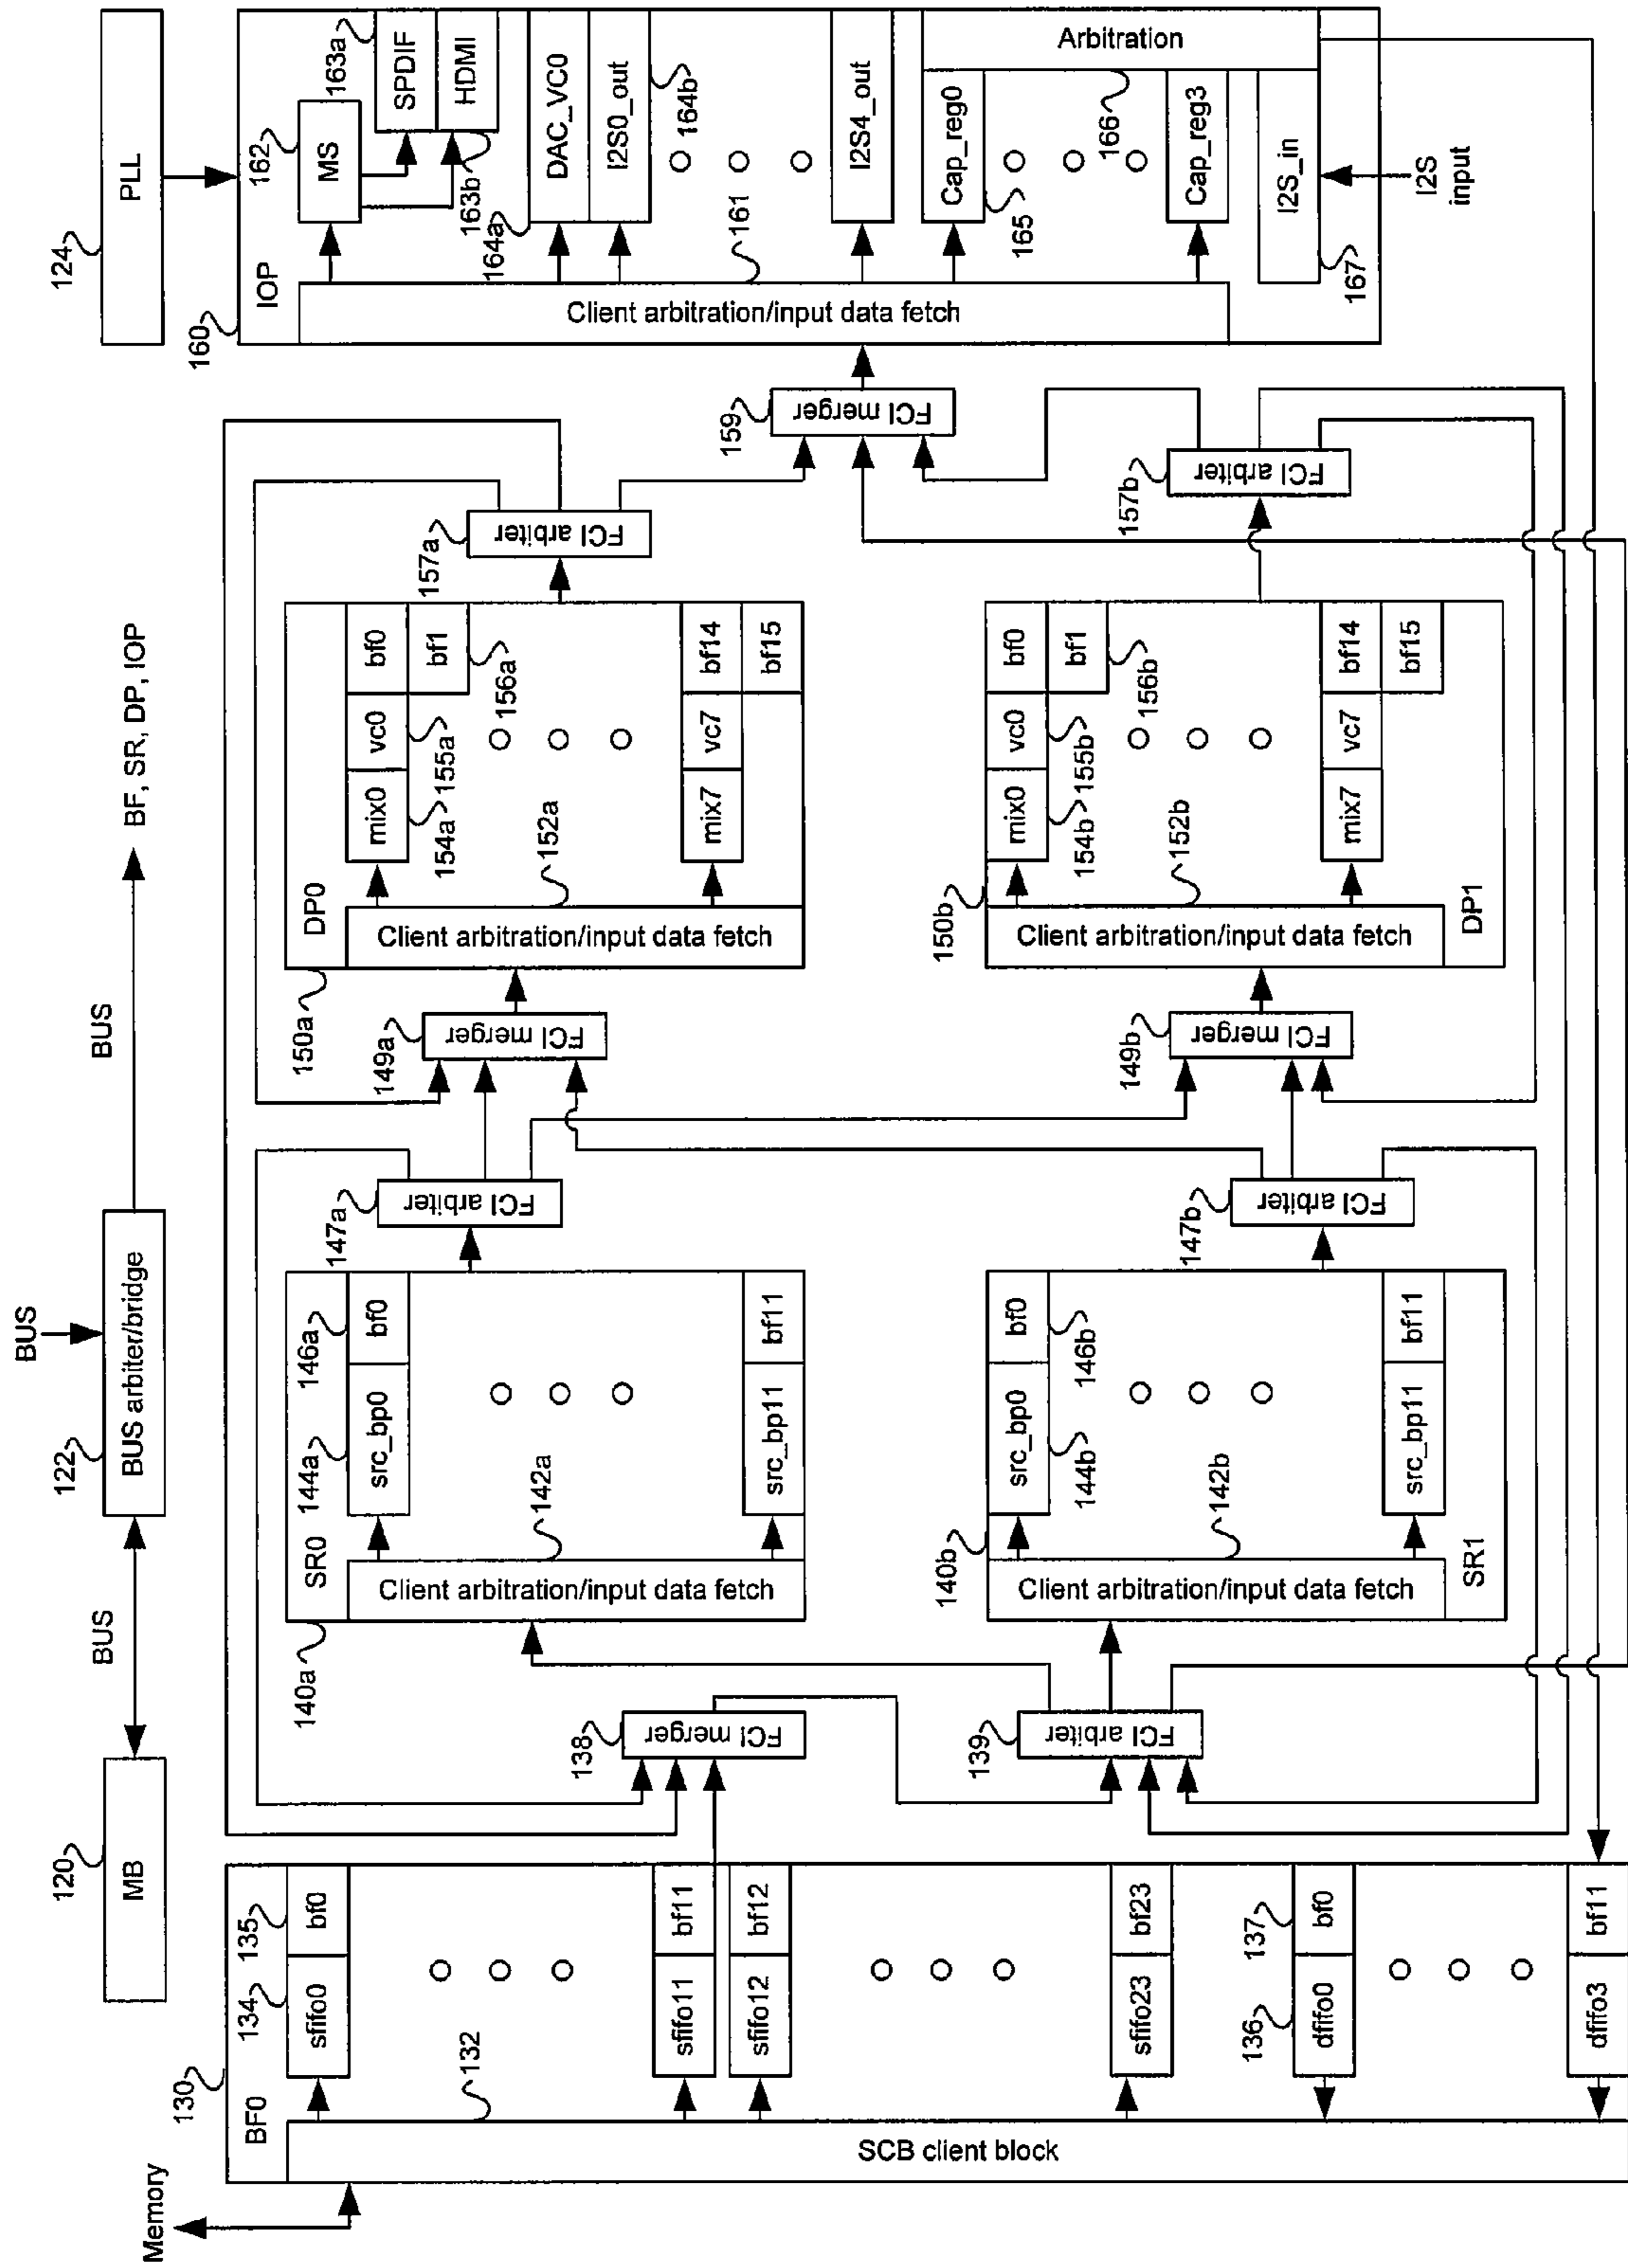 BUS
BUS
BUS
BF, SR, DP, IOP
120
MB
122
BUS arbiter/bridge
124
PLL
Memory
130
BF0
132
SCB client block
134
135
sfifo0
bf0
sfifo11
bf11
sfifo12
bf12
sfifo23
bf23
136
137
dfifo0
bf0
dfifo3
bf11
138
FCI merger
139
FCI arbiter
140a
SR0
142a
Client arbitration/input data fetch
144a
146a
src_bp0
bf0
src_bp11
bf11
147a
FCI arbiter
140b
SR1
142b
Client arbitration/input data fetch
src_bp0
bf0
144b
146b
src_bp11
bf11
147b
FCI arbiter
149a
FCI merger
149b
FCI merger
150a
DP0
152a
Client arbitration/input data fetch
mix0
vc0
bf0
bf1
154a
155a
156a
mix7
vc7
bf14
bf15
157a
FCI arbiter
150b
DP1
152b
Client arbitration/input data fetch
mix0
vc0
bf0
bf1
154b
155b
156b
mix7
vc7
bf14
bf15
157b
FCI arbiter
159
FCI merger
160
IOP
161
Client arbitration/input data fetch
162
MS
163a
SPDIF
HDMI
163b
164a
DAC_VC0
I2S0_out
164b
I2S4_out
Cap_reg0
165
166
Arbitration
Cap_reg3
I2S_in
167
I2S
input